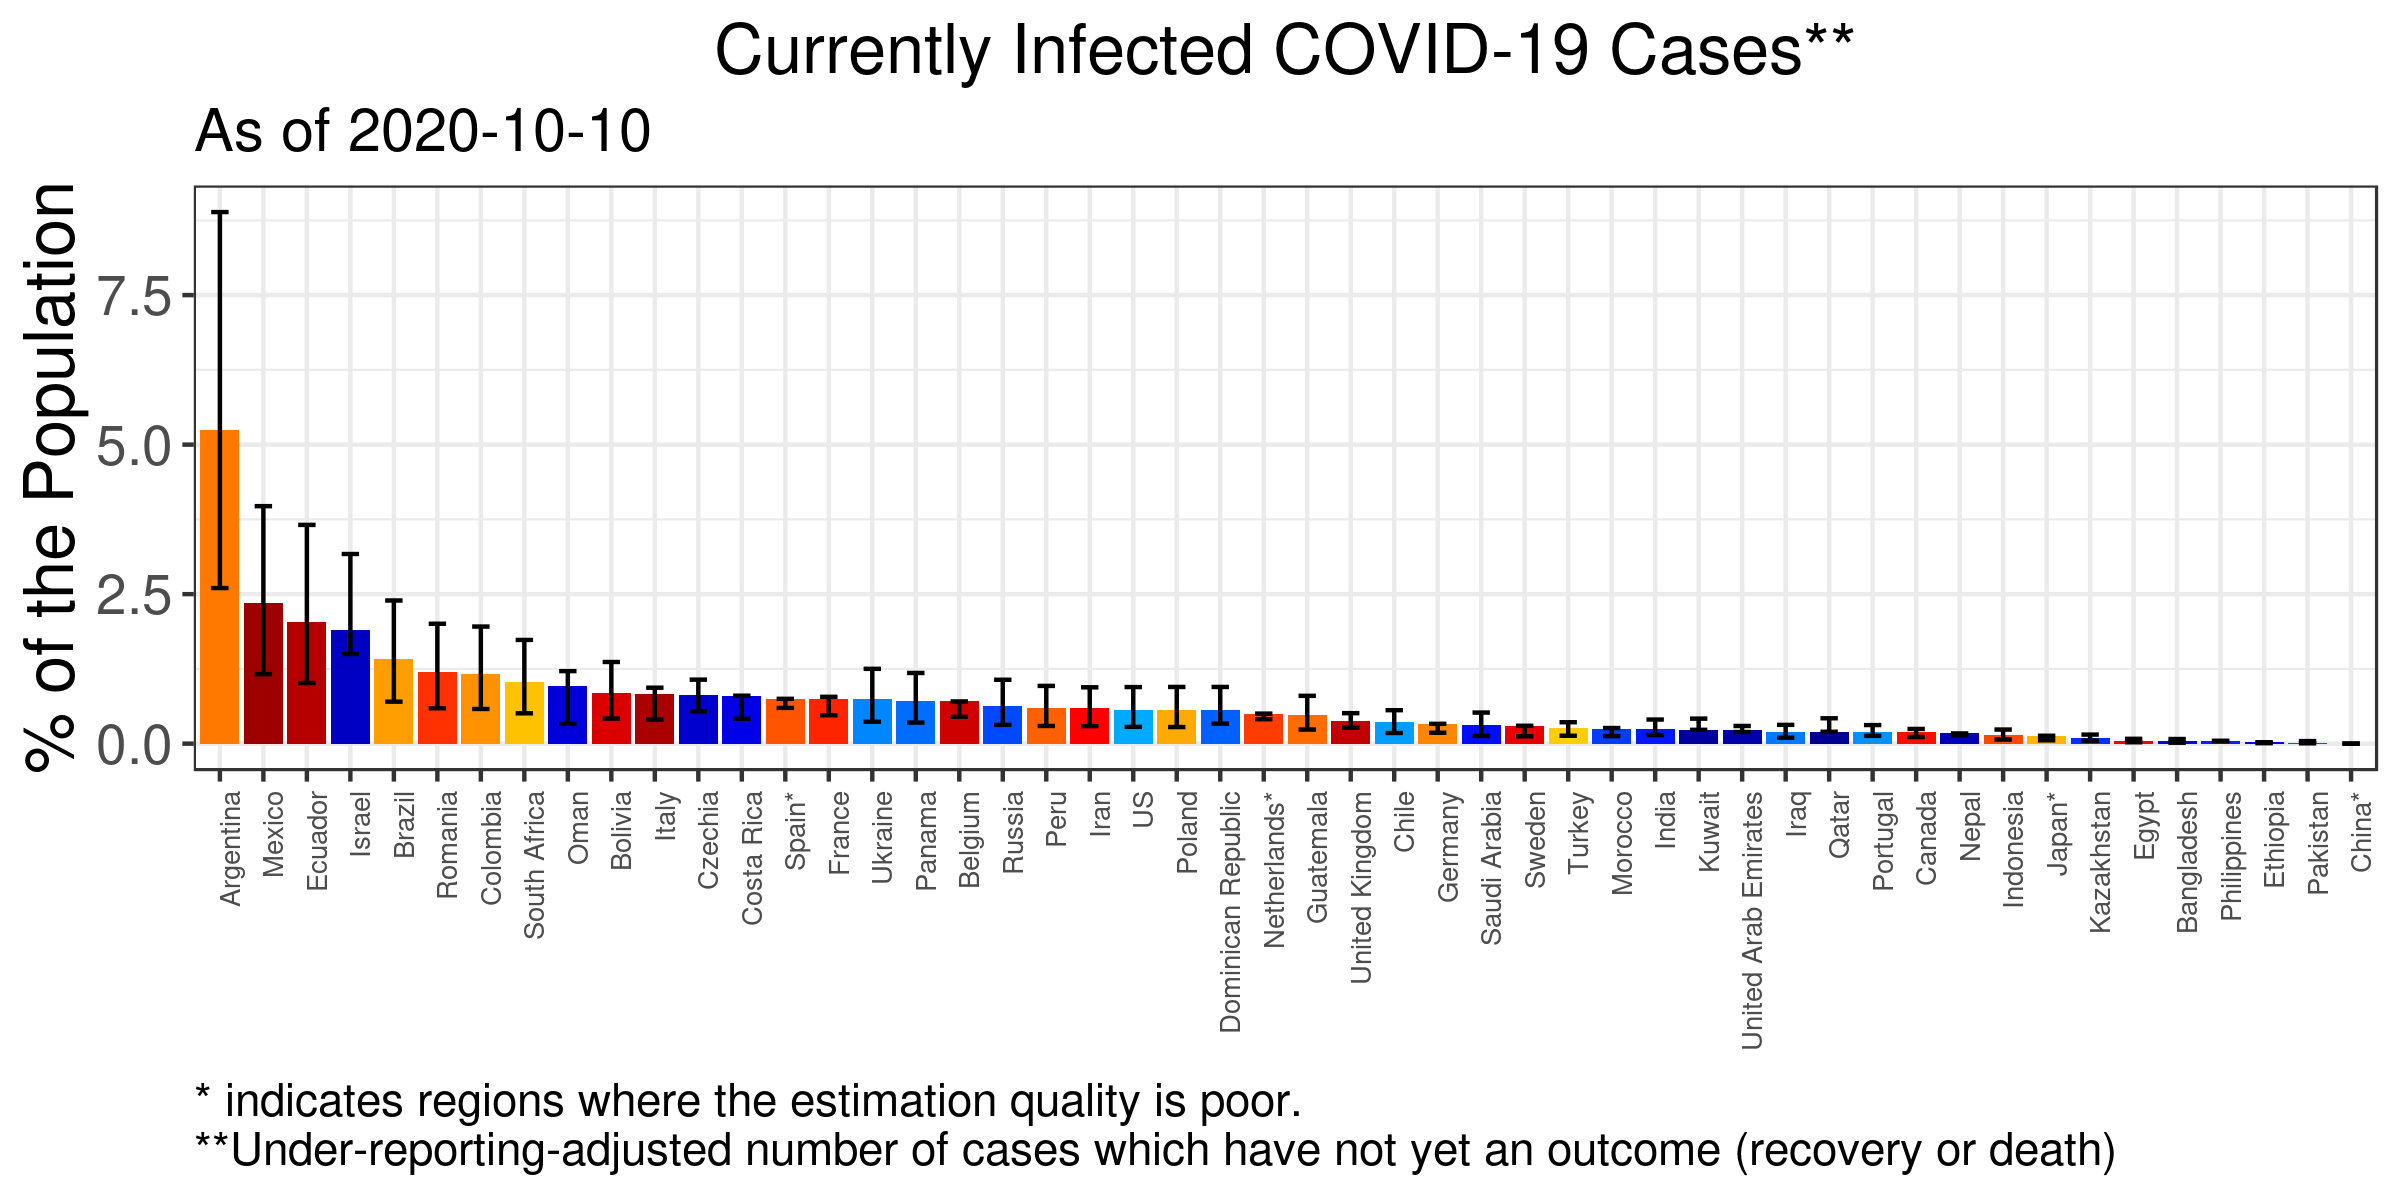 Currently Infected COVID-19 Cases**
As of 2020-10-10
% of the Population
7.5
5.0
2.5
0.0
Argentina
Mexico
Ecuador
Israel
Brazil
Romania
Colombia
South Africa
Oman
Bolivia
Italy
Czechia
Costa Rica
Spain*
France
Ukraine
Panama
Belgium
Russia
Peru
Iran
US
Poland
Dominican Republic
Netherlands*
Guatemala
United Kingdom
Chile
Germany
Saudi Arabia
Sweden
Turkey
Morocco
India
Kuwait
United Arab Emirates
Iraq
Qatar
Portugal
Canada
Nepal
Indonesia
Japan*
Kazakhstan
Egypt
Bangladesh
Philippines
Ethiopia
Pakistan
China*
* indicates regions where the estimation quality is poor.
**Under-reporting-adjusted number of cases which have not yet an outcome (recovery or death)